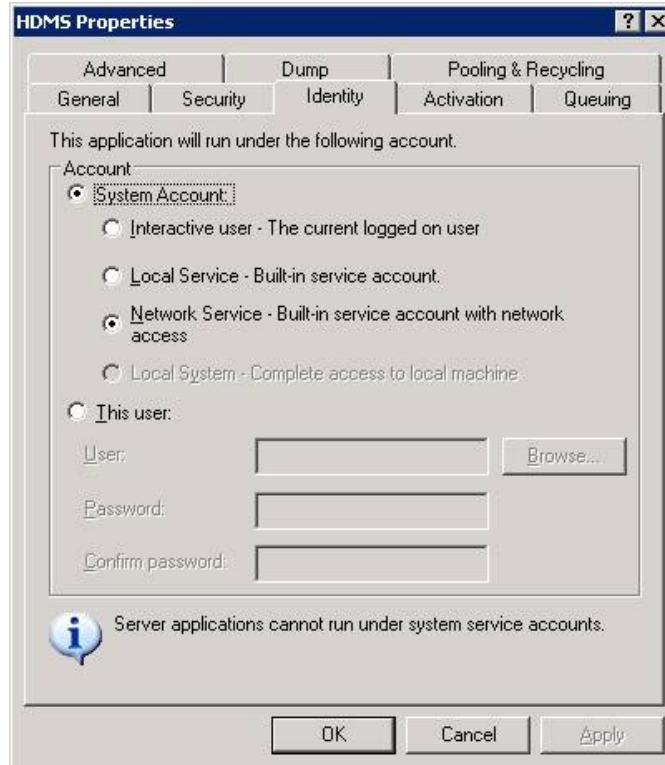 HDMS Properties
Advanced Dump Pooling & Recycling
General Security Identity Activation Queuing
This application will run under the following account.
Account
System Account:
Interactive user - The current logged on user
Local Service - Built-in service account.
Network Service - Built-in service account with network
access
Local System - Complete access to local machine
This user:
User:
Browse...
Password:
Confirm password:
Server applications cannot run under system service accounts.
OK Cancel Apply